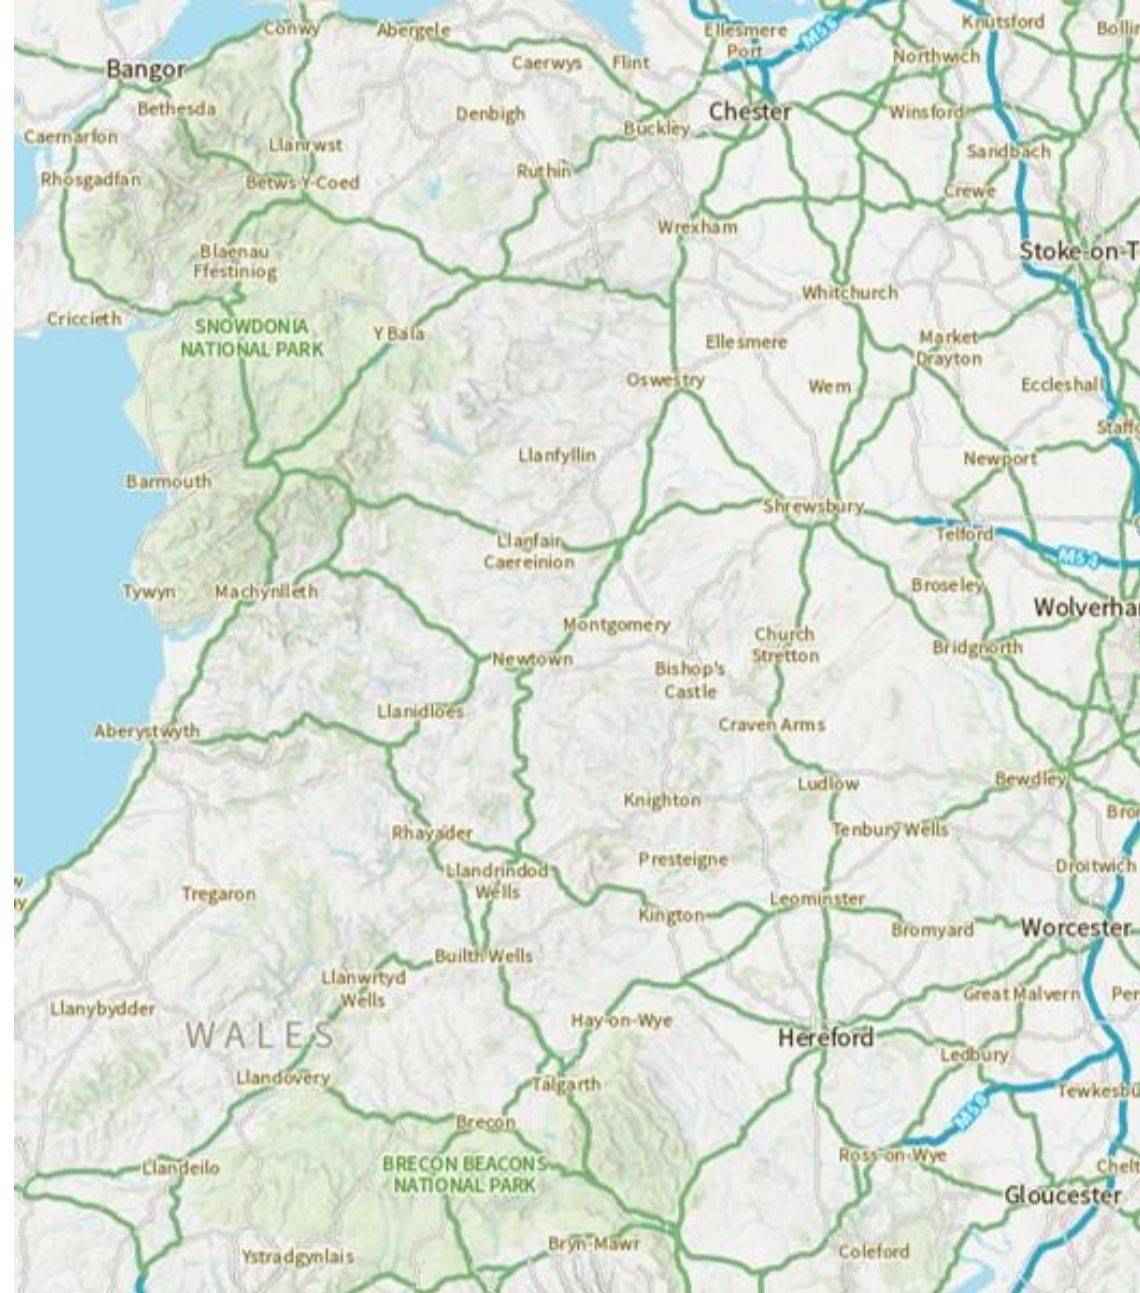 Conwy
Abergele
Ellesmere
Port
M56
Knutsford
Bangor
Caerwys
Flint
Northwich
Bethesda
Denbigh
Chester
Winsford
Caernarfon
Llanrwst
Buckley
Sandbach
Rhosgadfan
Betws-Y-Coed
Ruthin
Crewe
Wrexham
Blaenau
Ffestiniog
Stoke-on-T
Whitchurch
Criccieth
SNOWDONIA
NATIONAL PARK
Y Bala
Ellesmere
Market
Drayton
Oswestry
Wem
Eccleshall
Staffo
Llanfyllin
Newport
Barmouth
Shrewsbury
Telford
M54
Llanfair
Caereinion
Tywyn
Machynlleth
Broseley
Wolverha
Montgomery
Church
Stretton
Bridgnorth
Newtown
Bishop's
Castle
Llanidloes
Craven Arms
Aberystwyth
Ludlow
Bewdley
Knighton
Bro
Rhayader
Tenbury Wells
Presteigne
Droitwich
Llandrindod
Wells
Tregaron
Leominster
Kington
Bromyard
Worcester
Builth Wells
Llanwrtyd
Wells
Great Malvern
Per
Llanybydder
Hay-on-Wye
WALES
Hereford
Ledbury
Llandovery
Talgarth
Tewkesbu
M50
Brecon
Ross-on-Wye
BRECON BEACONS
NATIONAL PARK
Llandeilo
Chelt
Gloucester
Bryn-Mawr
Ystradgynlais
Coleford